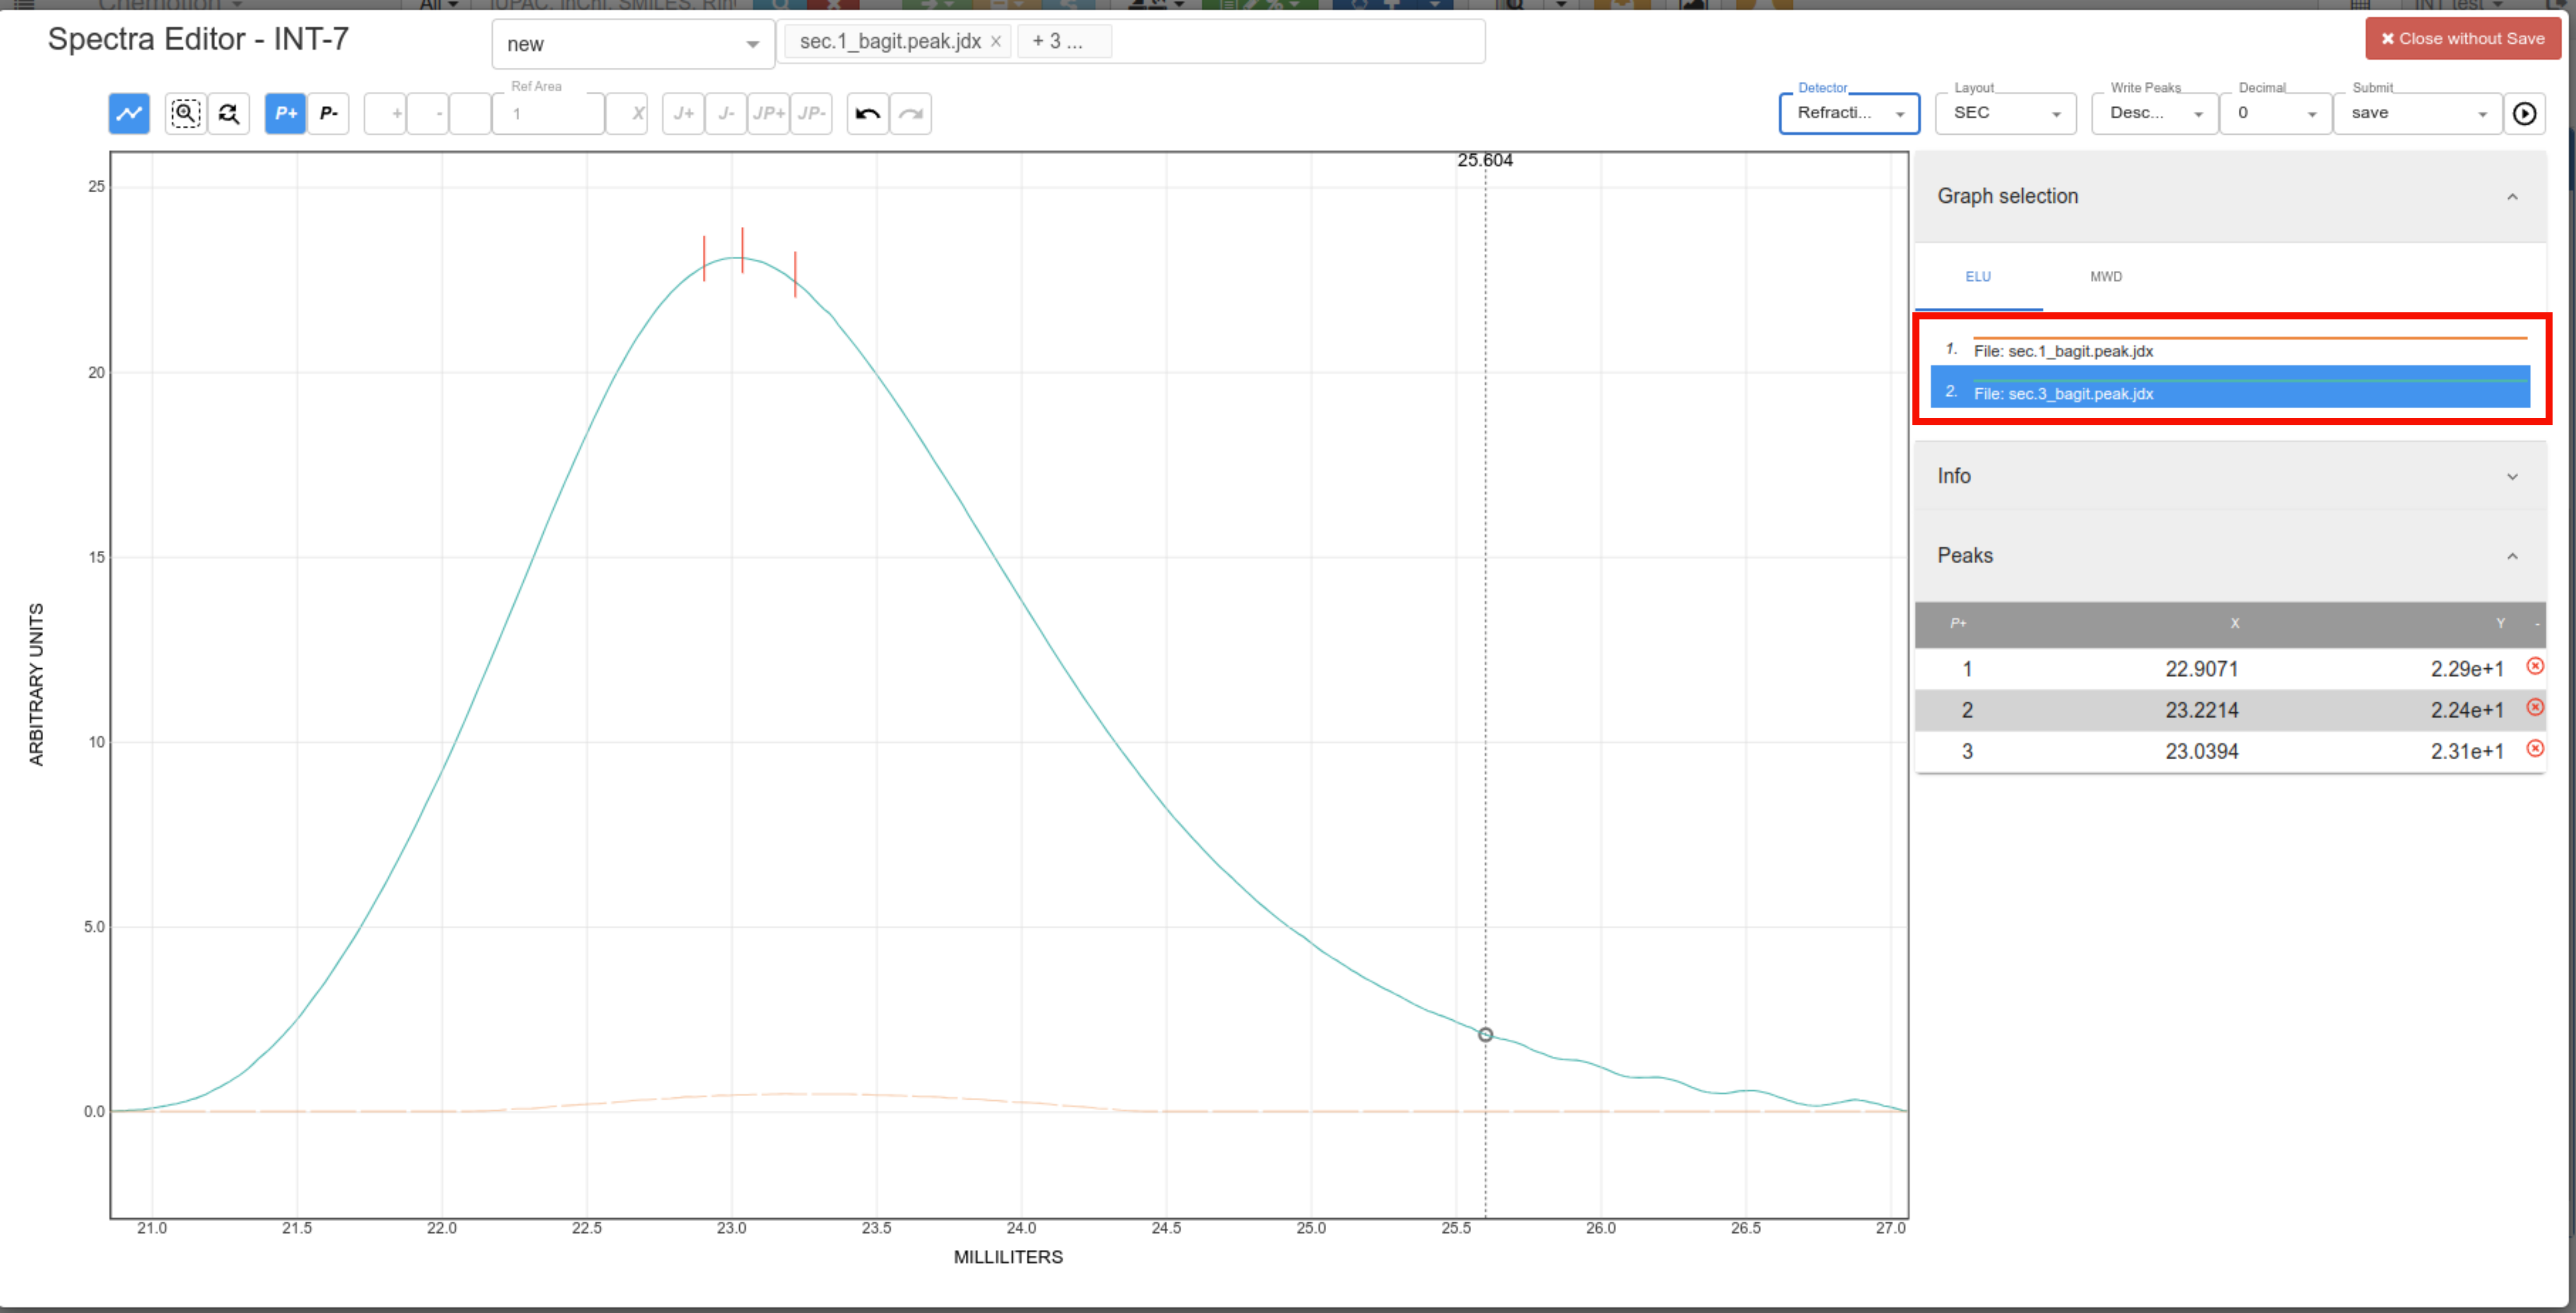 Spectra Editor - INT-7
new
sec.1_bagit.peak.jdx ×
+ 3 ...
Close without Save
Ref Area
P+
P-
+
-
1
X
J+
J-
JP+
JP-
Detector
Refracti...
Layout
SEC
Write Peaks
Desc...
Decimal
0
Submit
save
25.604
25
20
15
10
5.0
0.0
ARBITRARY UNITS
21.0 21.5 22.0 22.5 23.0 23.5 24.0 24.5 25.0 25.5 26.0 26.5 27.0
MILLILITERS
Graph selection
ELU MWD
1. File: sec.1_bagit.peak.jdx
2. File: sec.3_bagit.peak.jdx
Info
Peaks
P+ X Y -
1 22.9071 2.29e+1
2 23.2214 2.24e+1
3 23.0394 2.31e+1